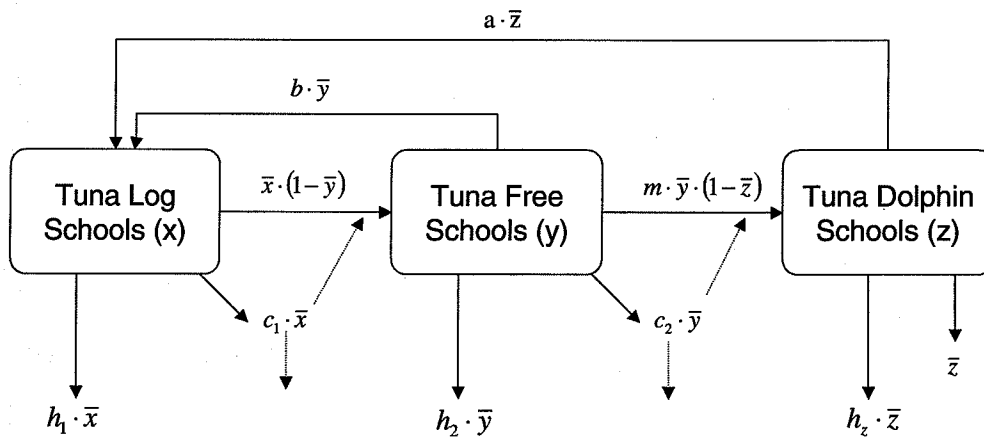 a · z̅
b · y̅
Tuna Log
Schools (x)
x̅ · (1 – y̅)
Tuna Free
Schools (y)
m · y̅ · (1 – z̅)
Tuna Dolphin
Schools (z)
c₁ · x̅
c₂ · y̅
z̅
h₁ · x̅
h₂ · y̅
h_z · z̅